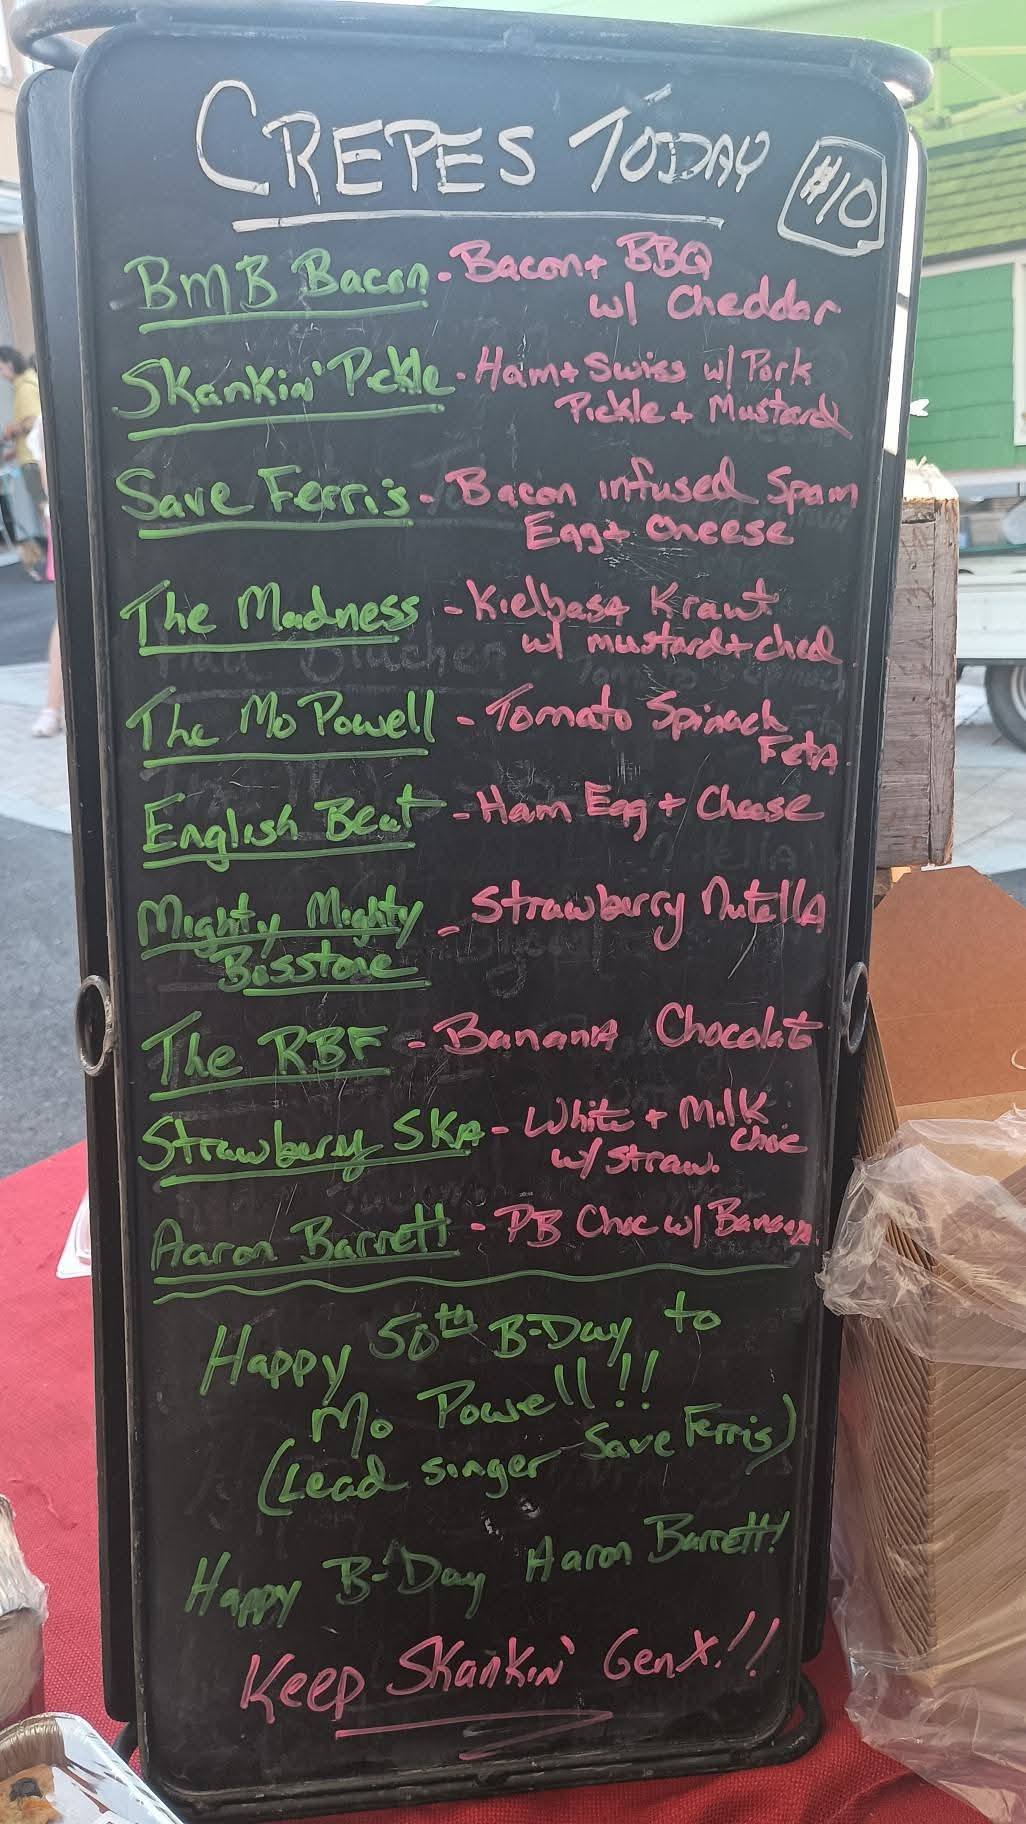 CREPES TODAY #10
BMB Bacon - Bacon + BBQ
w/ Cheddar
Skankin' Pickle - Ham + Swiss w/ Pork
Pickle + Mustard
Save Ferris - Bacon infused Spam
Egg + Cheese
The Madness - Kielbasa Kraut
w/ mustard + ched
The Mo Powell - Tomato Spinach
FetA
English Beat - Ham Egg + Cheese
Mighty Mighty - Strawberry NutellA
Bosstone
The RBF - BananA Chocolat
Strawberry SKA - White + Milk
choc
w/ straw.
Aaron Barrett - PB Choc w/ Banana
Happy 50th B-Day to
Mo Powell!!
(Lead singer Save Ferris)
Happy B-Day Aaron Barrett!
Keep Skankin' Gen X!!